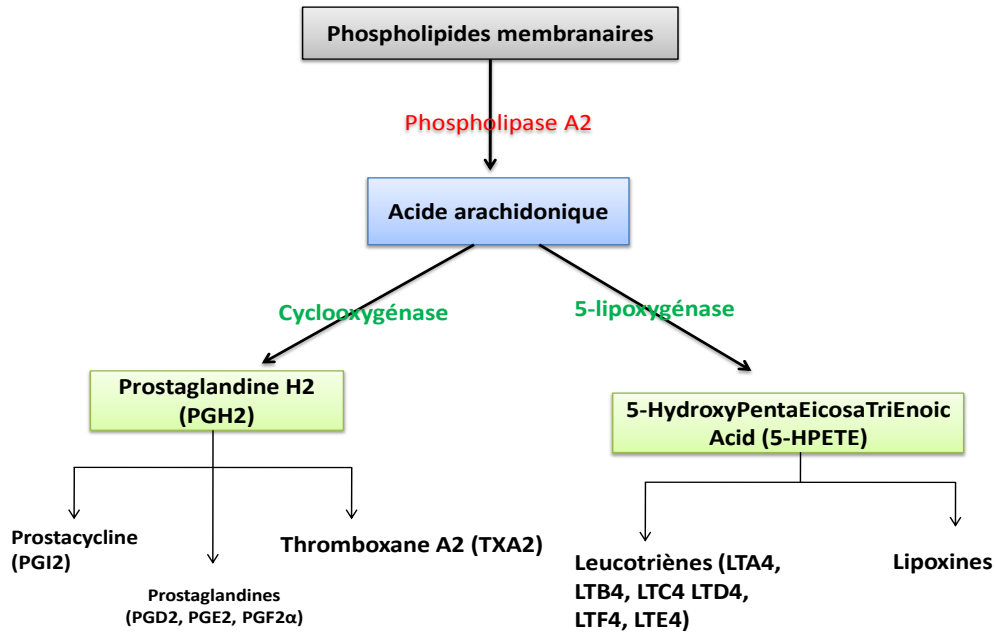 Phospholipides membranaires
Phospholipase A2
Acide arachidonique
Cyclooxygénase
5-lipoxygénase
Prostaglandine H2
(PGH2)
5-HydroxyPentaEicosaTriEnoic
Acid (5-HPETE)
Prostacycline
(PGI2)
Prostaglandines
(PGD2, PGE2, PGF2α)
Thromboxane A2 (TXA2)
Leucotriènes (LTA4,
LTB4, LTC4 LTD4,
LTF4, LTE4)
Lipoxines